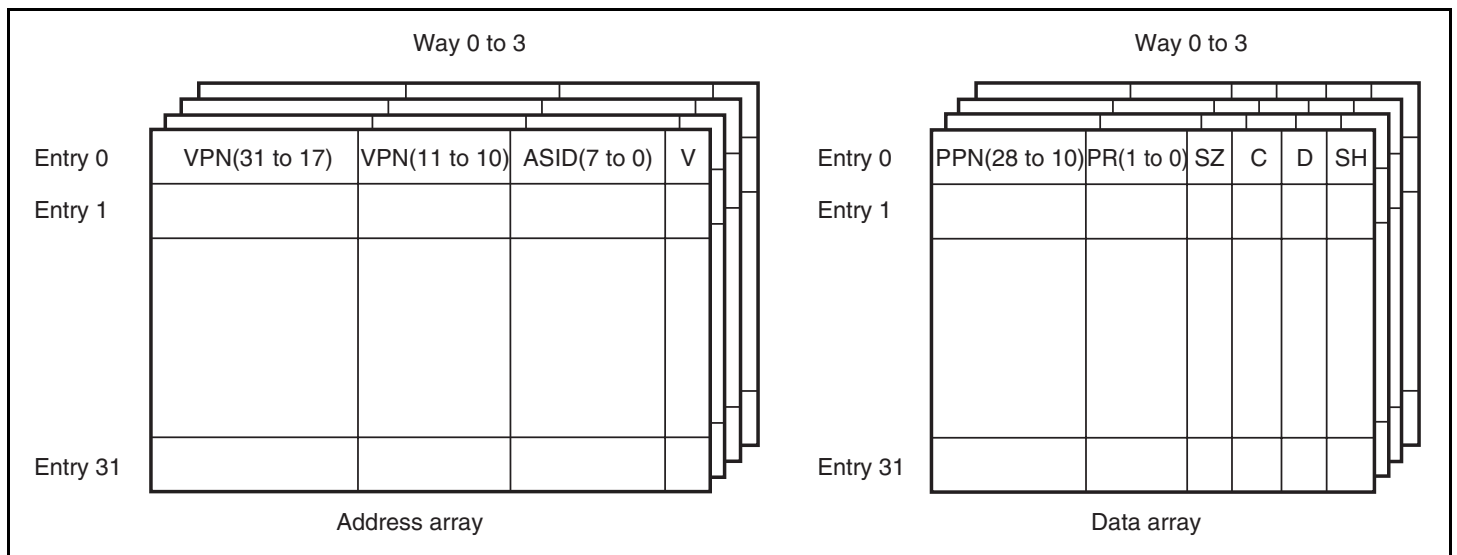 Way 0 to 3
Entry 0 VPN(31 to 17) VPN(11 to 10) ASID(7 to 0) V
Entry 1
Entry 31
Address array
Way 0 to 3
Entry 0 PPN(28 to 10) PR(1 to 0) SZ C D SH
Entry 1
Entry 31
Data array